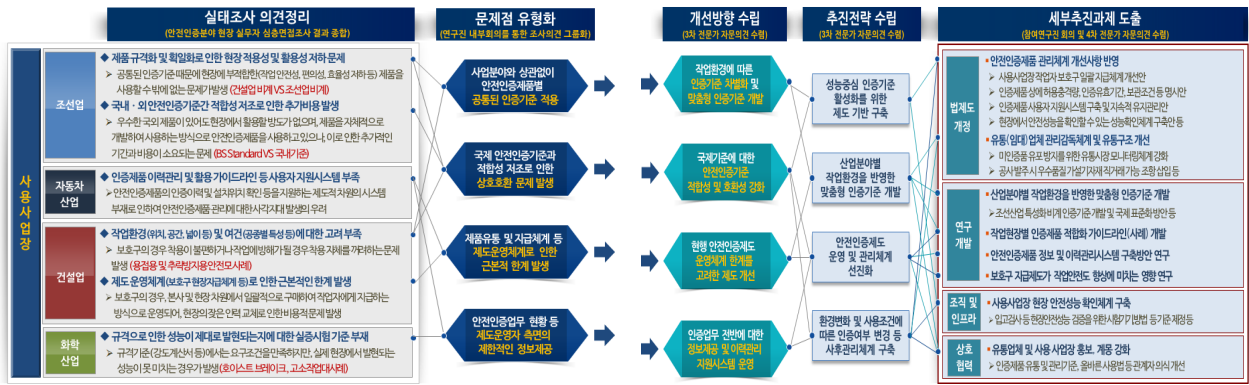 실태조사 의견정리
(안전인증분야 현장 실무자 심층면접조사 결과 종합)
사용사업장
조선업
◆ 제품 규격화 및 획일화로 인한 현장 적용성 및 활용성 저하 문제
➢ 공통된 인증기준 때문에 현장에 부적합한(작업 안전성, 편의성, 효율성 저하 등) 제품을
사용할 수 밖에 없는 문제가 발생 (건설업 비계 VS 조선업 비계)
◆ 국내 · 외 안전인증기준간 적합성 저조로 인한 추가비용 발생
➢ 우수한 국외 제품이 있어도 현장에서 활용할 방도가 없으며, 제품을 자체적으로
개발하여 사용하는 방식으로 안전인증제품을 사용하고 있으나, 이로 인한 추가적인
기간과 비용이 소요되는 문제 (BS Standard VS 국내기준)
자동차
산업
◆ 인증제품 이력관리 및 활용 가이드라인 등 사용자 지원시스템 부족
➢ 안전인증제품의 인증이력 및 설치위치 확인 등을 지원하는 제도적 차원의 시스템
부재로 인하여 안전인증제품 관리에 대한 사각지대 발생의 우려
건설업
◆ 작업환경(위치, 공간, 넓이 등) 및 여건(공종별 특성 등)에 대한 고려 부족
➢ 보호구의 경우 착용이 불편하거나 작업에 방해가 될 경우 착용 자체를 꺼려하는 문제
발생 (용접용 및 추락방지용 안전모 사례)
◆ 제도 운영체계(보호구 현장지급체계 등)로 인한 근본적인 한계 발생
➢ 보호구의 경우, 본사 및 현장 차원에서 일괄적으로 구매하여 작업자에게 지급하는
방식으로 운영되어, 현장의 잦은 인력 교체로 인한 비용적 문제 발생
화학
산업
◆ 규격으로 인한 성능이 제대로 발현되는지에 대한 실증시험 기준 부재
➢ 규격기준(강도계산서 등)에서는 요구조건을 만족하지만, 실제 현장에서 발현되는
성능이 못 미치는 경우가 발생 (호이스트 브레이크, 고소작업대 사례)
문제점 유형화
(연구진 내부회의를 통한 조사의견 그룹화)
사업분야와 상관없이
안전인증제품별
공통된 인증기준 적용
국제 안전인증기준과
적합성 저조로 인한
상호호환 문제 발생
제품유통 및 지급체계 등
제도운영체계로 인한
근본적 한계 발생
안전인증업무 현황 등
제도운영자 측면의
제한적인 정보제공
개선방향 수립
(3차 전문가 자문의견 수렴)
작업환경에 따른
인증기준 차별화 및
맞춤형 인증기준 개발
국제기준에 대한
안전인증기준
적합성 및 호환성 강화
현행 안전인증제도
운영체계 한계를
고려한 제도 개선
인증업무 전반에 대한
정보제공 및 이력관리
지원시스템 운영
추진전략 수립
(3차 전문가 자문의견 수렴)
성능중심 인증기준
활성화를 위한
제도 기반 구축
산업분야별
작업환경을 반영한
맞춤형 인증기준 개발
안전인증제도
운영 및 관리체계
선진화
환경변화 및 사용조건에
따른 인증여부 변경 등
사후관리체계 구축
세부추진과제 도출
(참여연구진 회의 및 4차 전문가 자문의견 수렴)
법제도
개정
▪ 안전인증제품 관리체계 개선사항 반영
➢ 사용사업장 작업자 보호구 일괄 지급체계 개선안
➢ 인증제품 상 허용하중량, 인증유효기간, 보관조건 등 명시안
➢ 인증제품 사용자 지원시스템 구축 및 지속적 유지관리안
➢ 현장에서 안전성능을 확인할 수 있는 성능확인체계 구축안 등
▪ 유통(임대) 업체 관리감독체계 및 유통구조 개선
➢ 미인증품 유포 방지를 위한 유통시장 모니터링체계 강화
➢ 공사 발주 시 우수품질 가설기자재 직거래 가능 조항 삽입 등
연구
개발
▪ 산업분야별 작업환경을 반영한 맞춤형 인증기준 개발
➢ 조선산업 특성화 비계 인증기준 개발 및 국제 표준화 방안 등
▪ 작업현장별 인증제품 적합화 가이드라인(사례) 개발
▪ 안전인증제품 정보 및 이력관리시스템 구축방안 연구
▪ 보호구 지급제도가 작업안전도 향상에 미치는 영향 연구
조직 및
인프라
▪ 사용사업장 현장 안전성능 확인체계 구축
➢ 입고검사 등 현장안전성능 검증을 위한 시험기기 방법 등 기준 제정 등
상호
협력
▪ 유통업체 및 사용 사업장 홍보, 계몽 강화
➢ 인증제품 유통 및 관리기준, 올바른 사용법 등 관계자 의식 개선